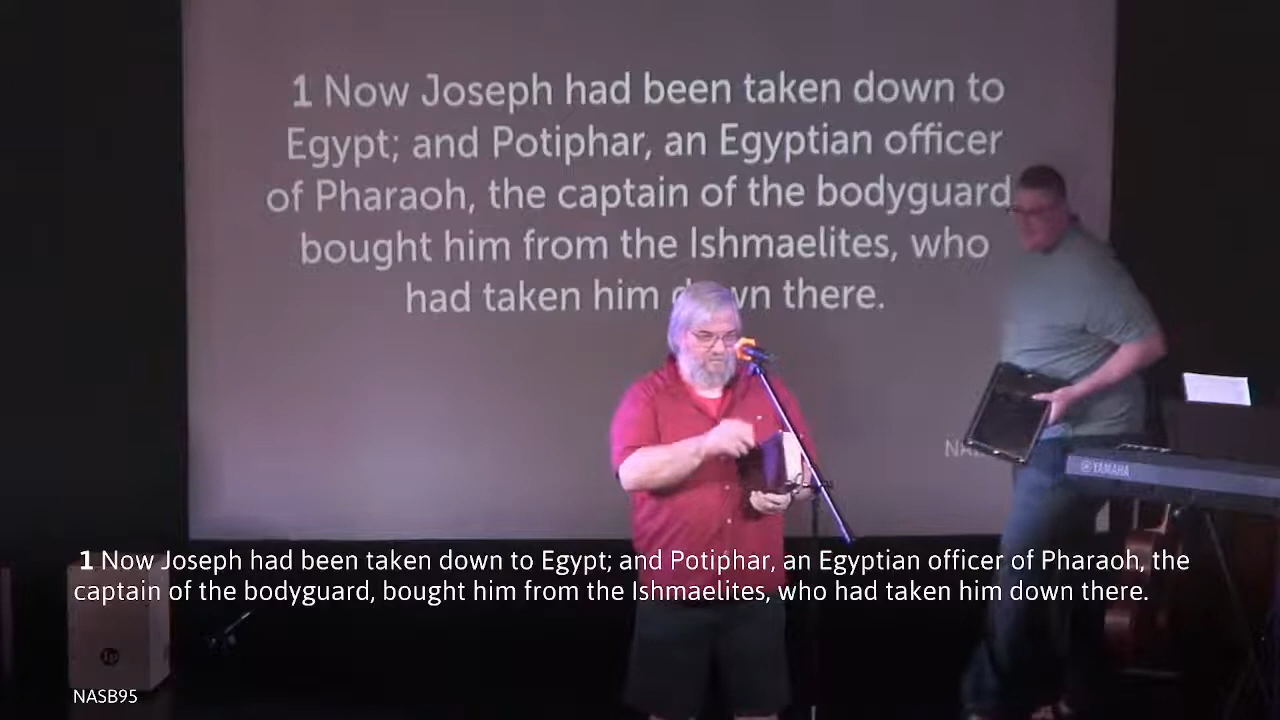 1 Now Joseph had been taken down to
Egypt; and Potiphar, an Egyptian officer
of Pharaoh, the captain of the bodyguard
bought him from the Ishmaelites, who
had taken him down there.
YAMAHA
1 Now Joseph had been taken down to Egypt; and Potiphar, an Egyptian officer of Pharaoh, the
captain of the bodyguard, bought him from the Ishmaelites, who had taken him down there.
LP
NASB95